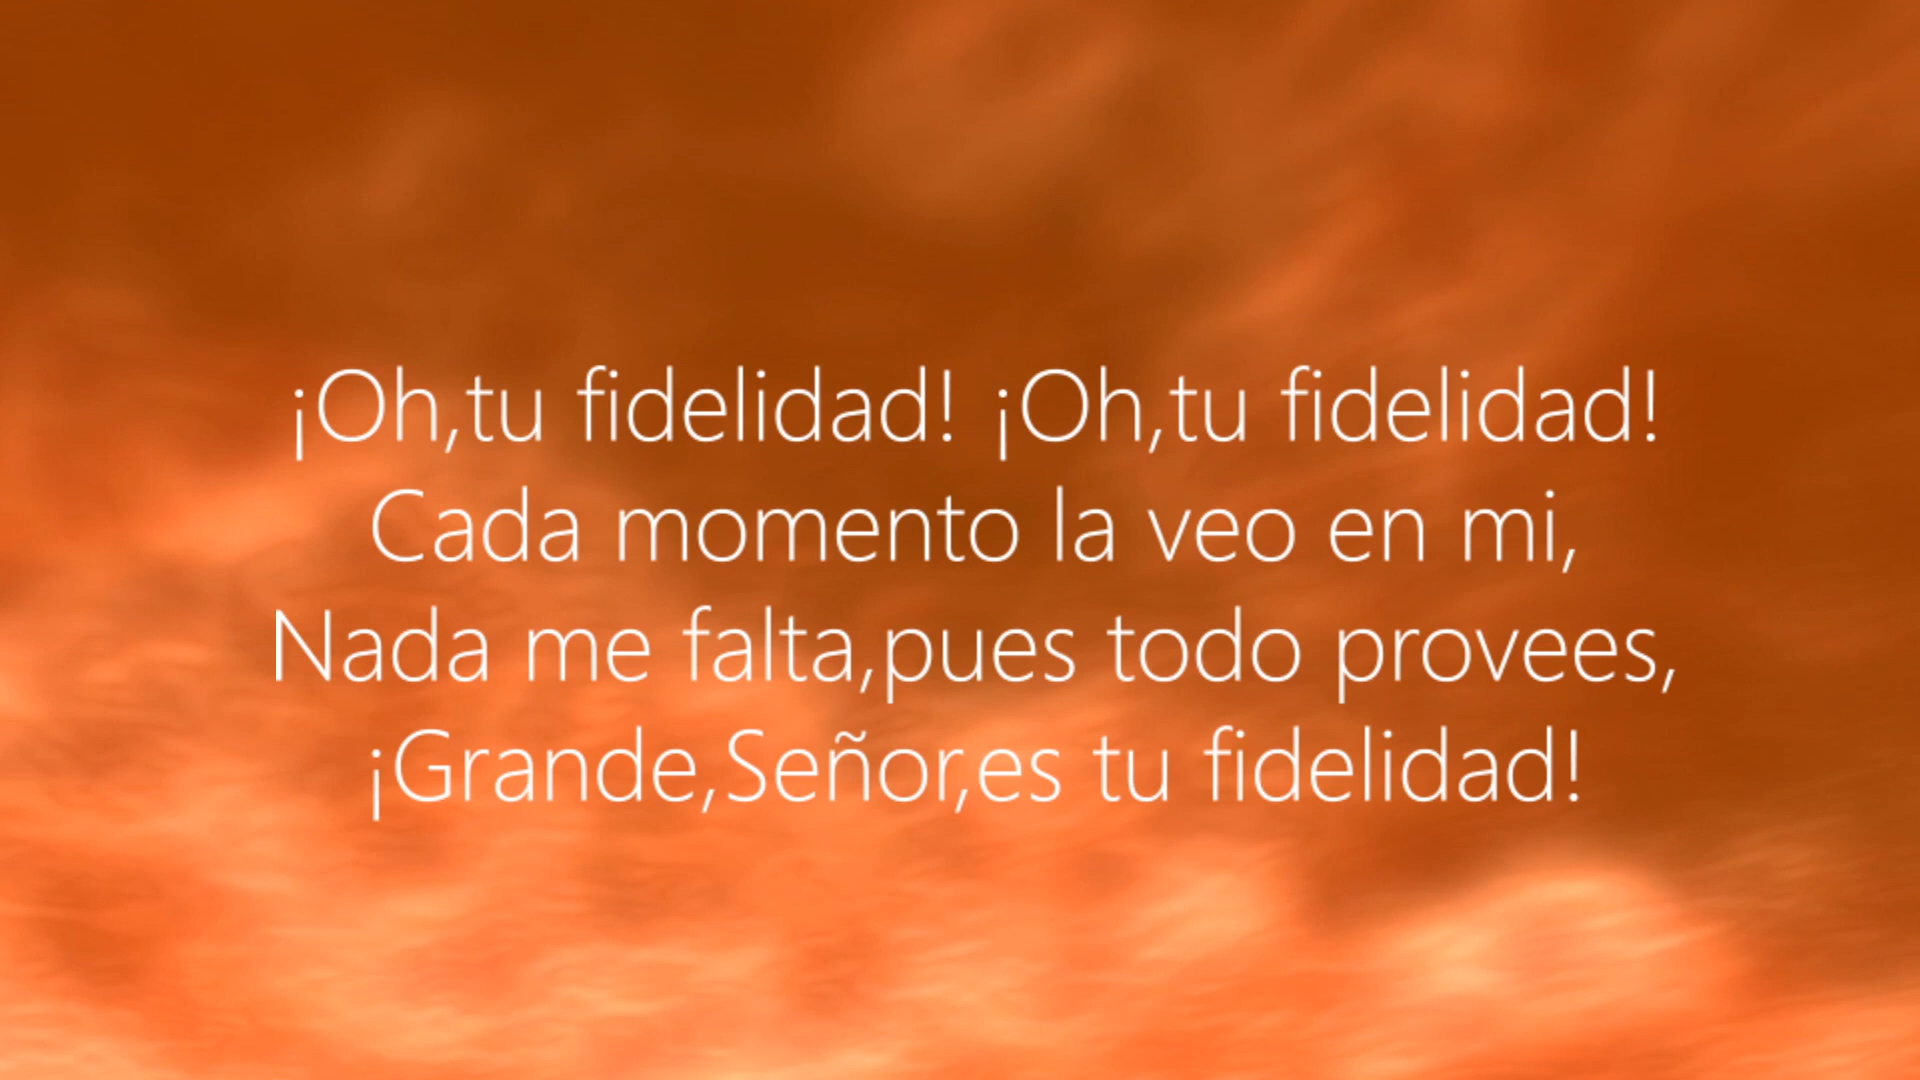 ¡Oh,tu fidelidad! ¡Oh,tu fidelidad!
Cada momento la veo en mi,
Nada me falta,pues todo provees,
¡Grande,Señor,es tu fidelidad!